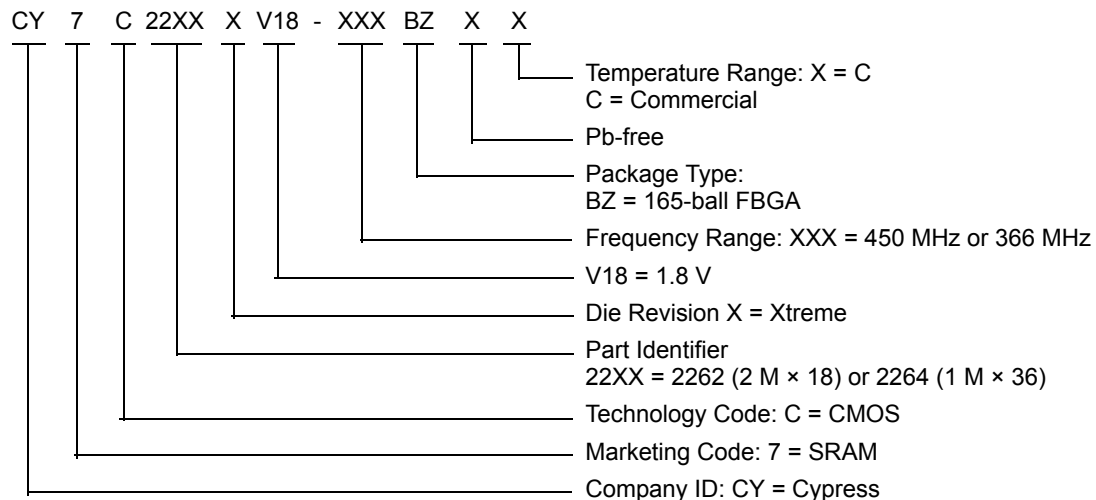 CY 7 C 22XX X V18 - XXX BZ X X
Temperature Range: X = C
C = Commercial
Pb-free
Package Type:
BZ = 165-ball FBGA
Frequency Range: XXX = 450 MHz or 366 MHz
V18 = 1.8 V
Die Revision X = Xtreme
Part Identifier
22XX = 2262 (2 M × 18) or 2264 (1 M × 36)
Technology Code: C = CMOS
Marketing Code: 7 = SRAM
Company ID: CY = Cypress